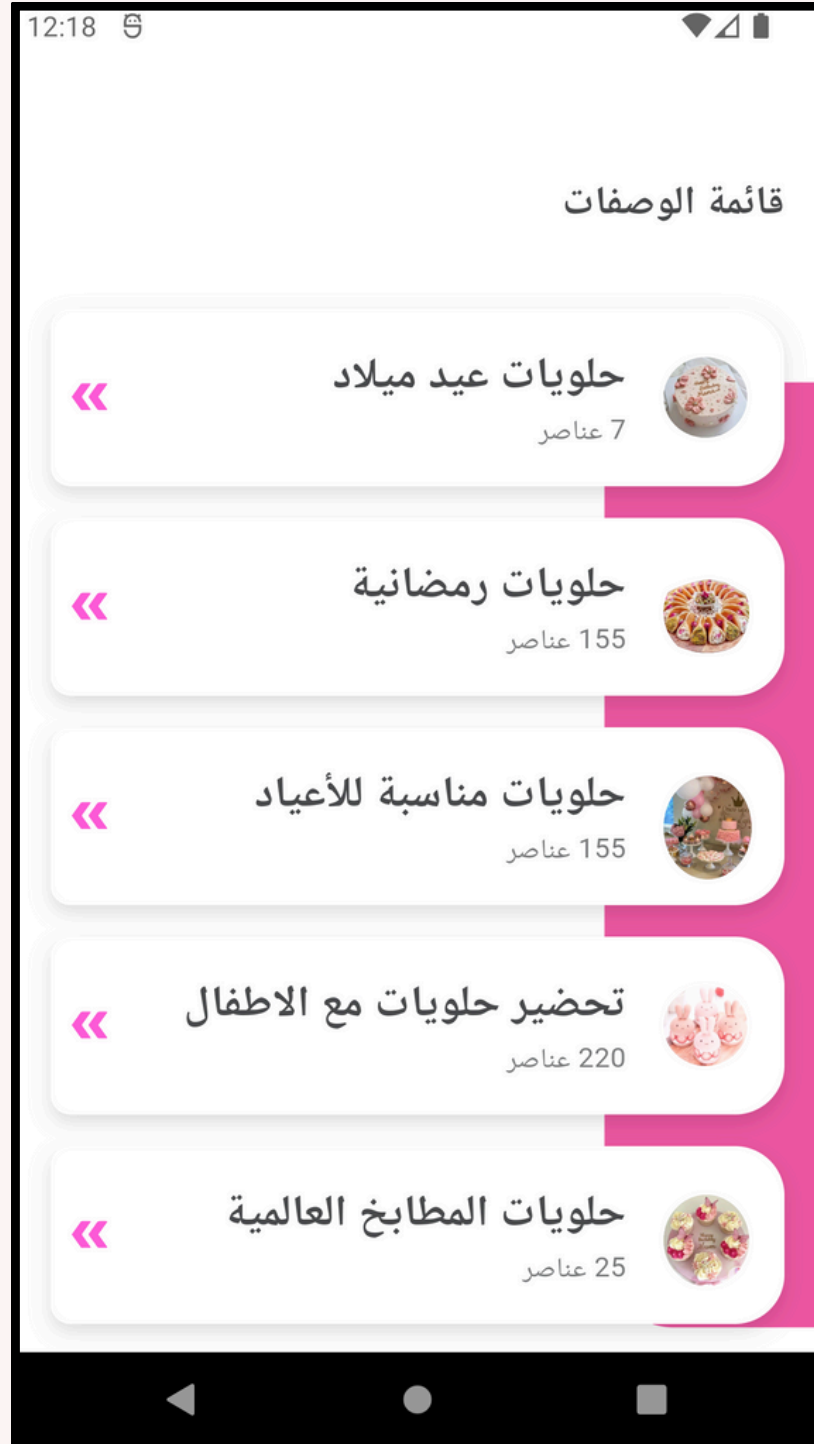 12:18
قائمة الوصفات
حلويات عيد ميلاد
7 عناصر
»
حلويات رمضانية
155 عناصر
»
حلويات مناسبة للأعياد
155 عناصر
»
تحضير حلويات مع الاطفال
220 عناصر
»
حلويات المطابخ العالمية
25 عناصر
»